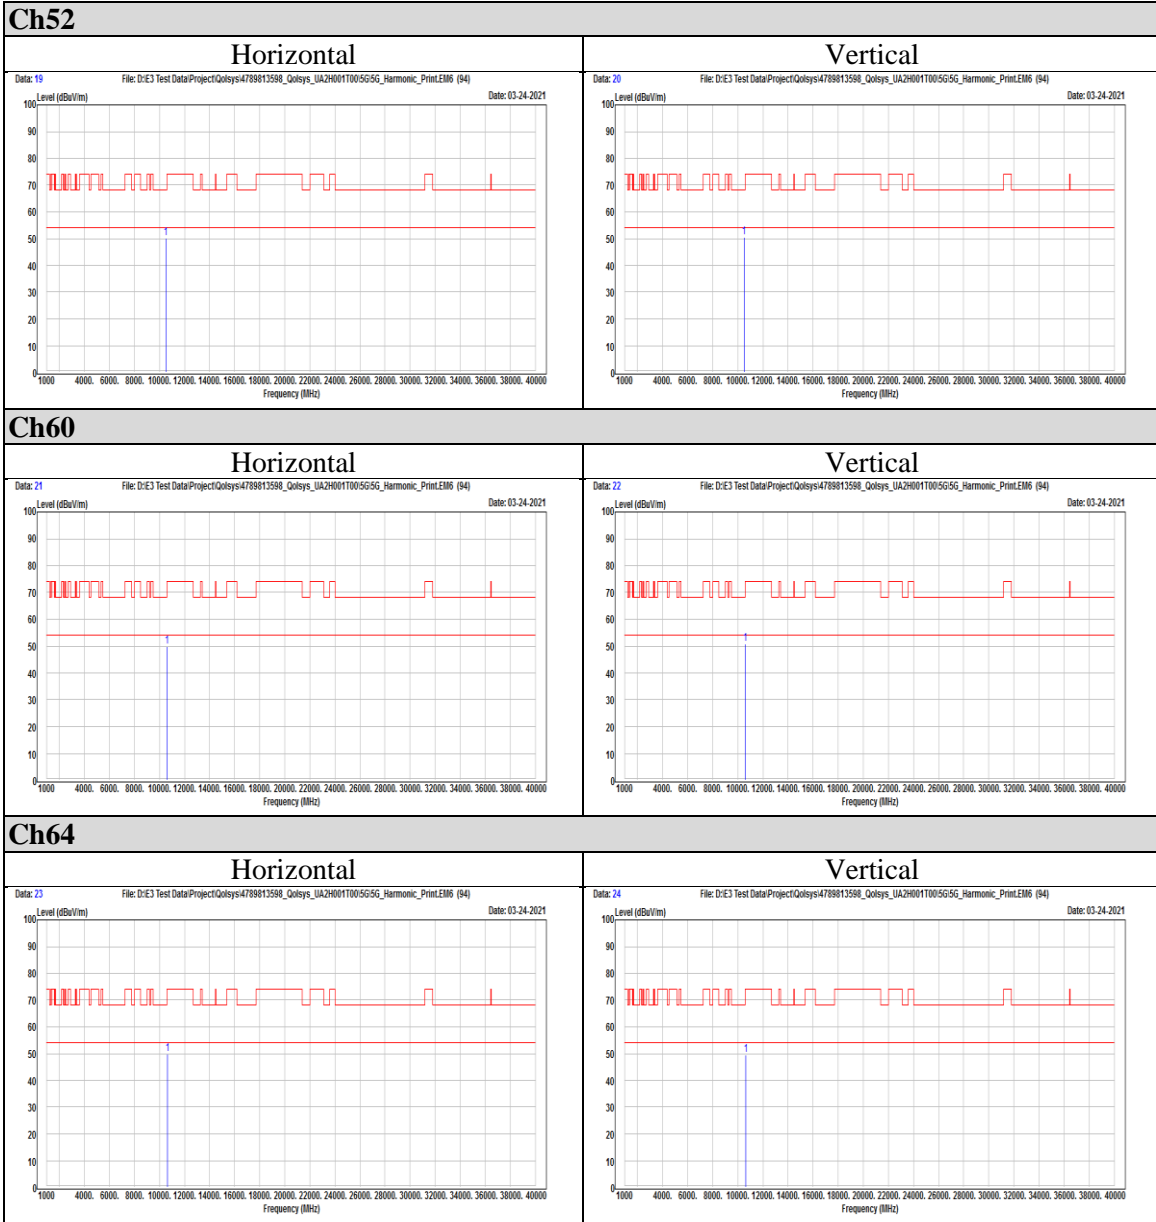 Ch52
Horizontal Vertical
Data: 19 File: D:\E3 Test Data\Project\Qolsys\4789813598_Qolsys_UA2H001T00\5G\5G_Harmonic_Print.EM6 (94)
Data: 20 File: D:\E3 Test Data\Project\Qolsys\4789813598_Qolsys_UA2H001T00\5G\5G_Harmonic_Print.EM6 (94)
Level (dBuV/m) Date: 03-24-2021
Level (dBuV/m) Date: 03-24-2021
100 100
90 90
80 80
70 70
60 60
50 1 50 1
40 40
30 30
20 20
10 10
0 0
1000 4000. 6000. 8000. 10000. 12000. 14000. 16000. 18000. 20000. 22000. 24000. 26000. 28000. 30000. 32000. 34000. 36000. 38000. 40000
1000 4000. 6000. 8000. 10000. 12000. 14000. 16000. 18000. 20000. 22000. 24000. 26000. 28000. 30000. 32000. 34000. 36000. 38000. 40000
Frequency (MHz) Frequency (MHz)
Ch60
Horizontal Vertical
Data: 21 File: D:\E3 Test Data\Project\Qolsys\4789813598_Qolsys_UA2H001T00\5G\5G_Harmonic_Print.EM6 (94)
Data: 22 File: D:\E3 Test Data\Project\Qolsys\4789813598_Qolsys_UA2H001T00\5G\5G_Harmonic_Print.EM6 (94)
Level (dBuV/m) Date: 03-24-2021
Level (dBuV/m) Date: 03-24-2021
100 100
90 90
80 80
70 70
60 60
50 1 50 1
40 40
30 30
20 20
10 10
0 0
1000 4000. 6000. 8000. 10000. 12000. 14000. 16000. 18000. 20000. 22000. 24000. 26000. 28000. 30000. 32000. 34000. 36000. 38000. 40000
1000 4000. 6000. 8000. 10000. 12000. 14000. 16000. 18000. 20000. 22000. 24000. 26000. 28000. 30000. 32000. 34000. 36000. 38000. 40000
Frequency (MHz) Frequency (MHz)
Ch64
Horizontal Vertical
Data: 23 File: D:\E3 Test Data\Project\Qolsys\4789813598_Qolsys_UA2H001T00\5G\5G_Harmonic_Print.EM6 (94)
Data: 24 File: D:\E3 Test Data\Project\Qolsys\4789813598_Qolsys_UA2H001T00\5G\5G_Harmonic_Print.EM6 (94)
Level (dBuV/m) Date: 03-24-2021
Level (dBuV/m) Date: 03-24-2021
100 100
90 90
80 80
70 70
60 60
50 1 50 1
40 40
30 30
20 20
10 10
0 0
1000 4000. 6000. 8000. 10000. 12000. 14000. 16000. 18000. 20000. 22000. 24000. 26000. 28000. 30000. 32000. 34000. 36000. 38000. 40000
1000 4000. 6000. 8000. 10000. 12000. 14000. 16000. 18000. 20000. 22000. 24000. 26000. 28000. 30000. 32000. 34000. 36000. 38000. 40000
Frequency (MHz) Frequency (MHz)